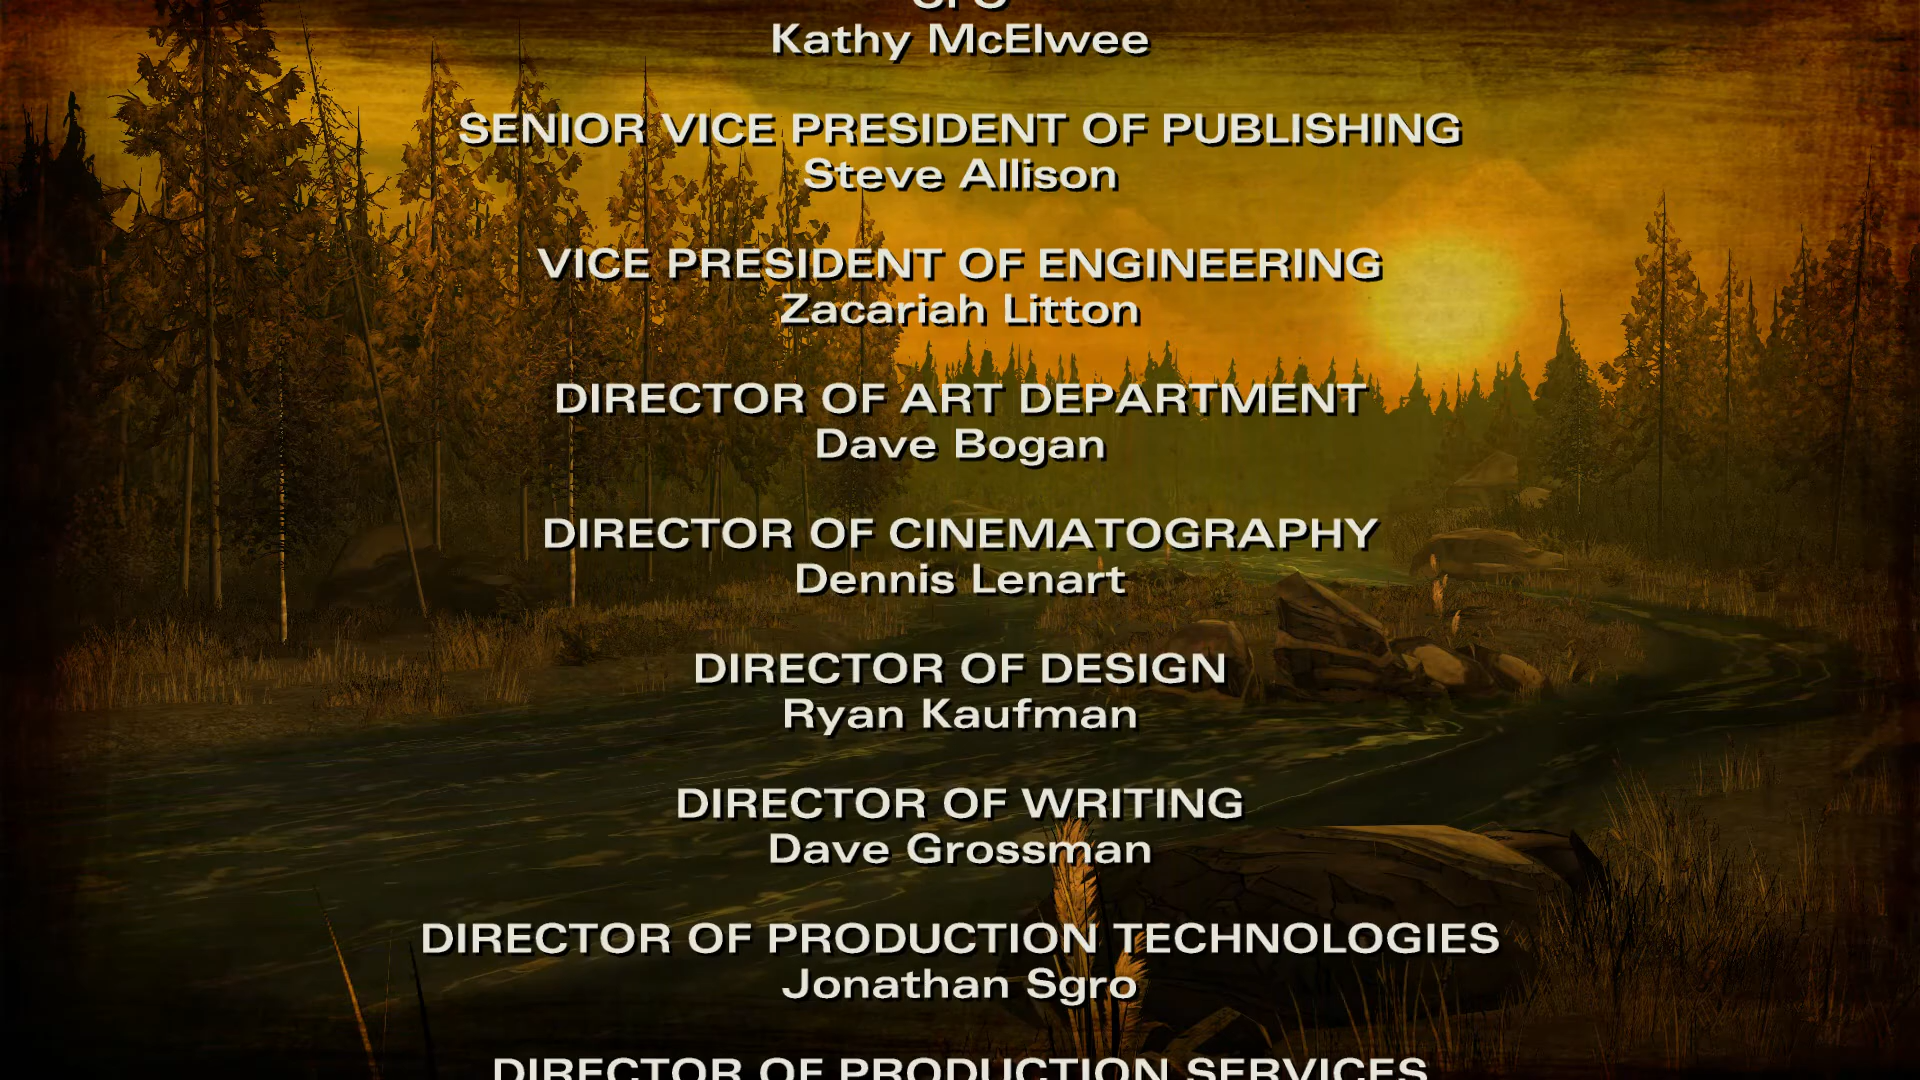 Kathy McElwee
SENIOR VICE PRESIDENT OF PUBLISHING
Steve Allison
VICE PRESIDENT OF ENGINEERING
Zacariah Litton
DIRECTOR OF ART DEPARTMENT
Dave Bogan
DIRECTOR OF CINEMATOGRAPHY
Dennis Lenart
DIRECTOR OF DESIGN
Ryan Kaufman
DIRECTOR OF WRITING
Dave Grossman
DIRECTOR OF PRODUCTION TECHNOLOGIES
Jonathan Sgro
DIRECTOR OF PRODUCTION SERVICES